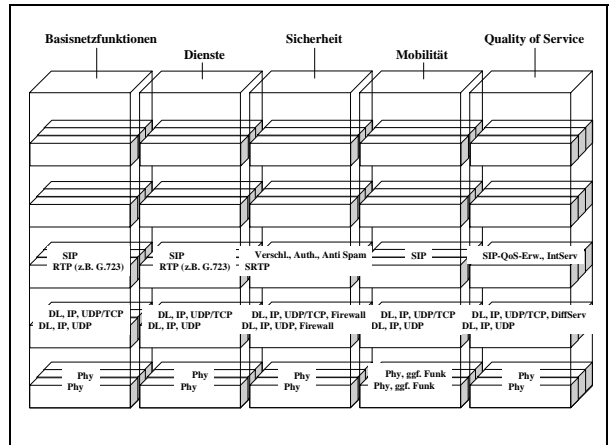 Basisnetzfunktionen
Dienste
Sicherheit
Mobilität
Quality of Service
SIP
RTP (z.B. G.723)
SIP
RTP (z.B. G.723)
Verschl., Auth., Anti Spam
SRTP
SIP
SIP-QoS-Erw., IntServ
DL, IP, UDP/TCP
DL, IP, UDP
DL, IP, UDP/TCP
DL, IP, UDP
DL, IP, UDP/TCP, Firewall
DL, IP, UDP, Firewall
DL, IP, UDP/TCP
DL, IP, UDP
DL, IP, UDP/TCP, DiffServ
DL, IP, UDP
Phy
Phy
Phy
Phy
Phy
Phy
Phy, ggf. Funk
Phy, ggf. Funk
Phy
Phy